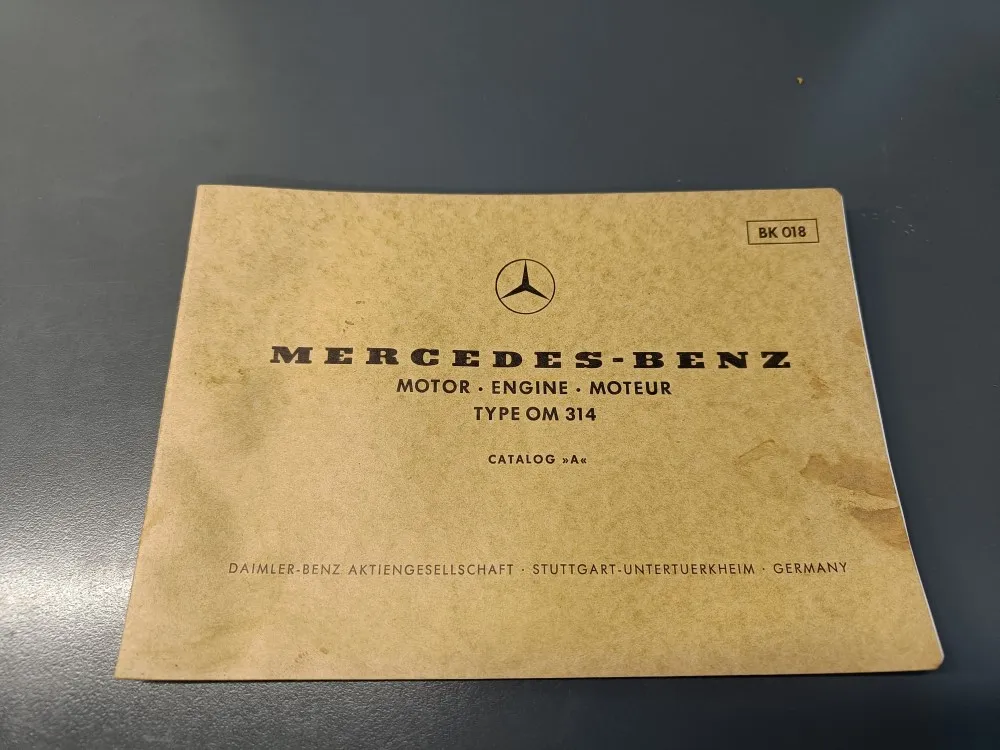 BK 018
MERCEDES-BENZ
MOTOR · ENGINE · MOTEUR
TYPE OM 314
CATALOG »A«
DAIMLER-BENZ AKTIENGESELLSCHAFT · STUTTGART-UNTERTUERKHEIM · GERMANY